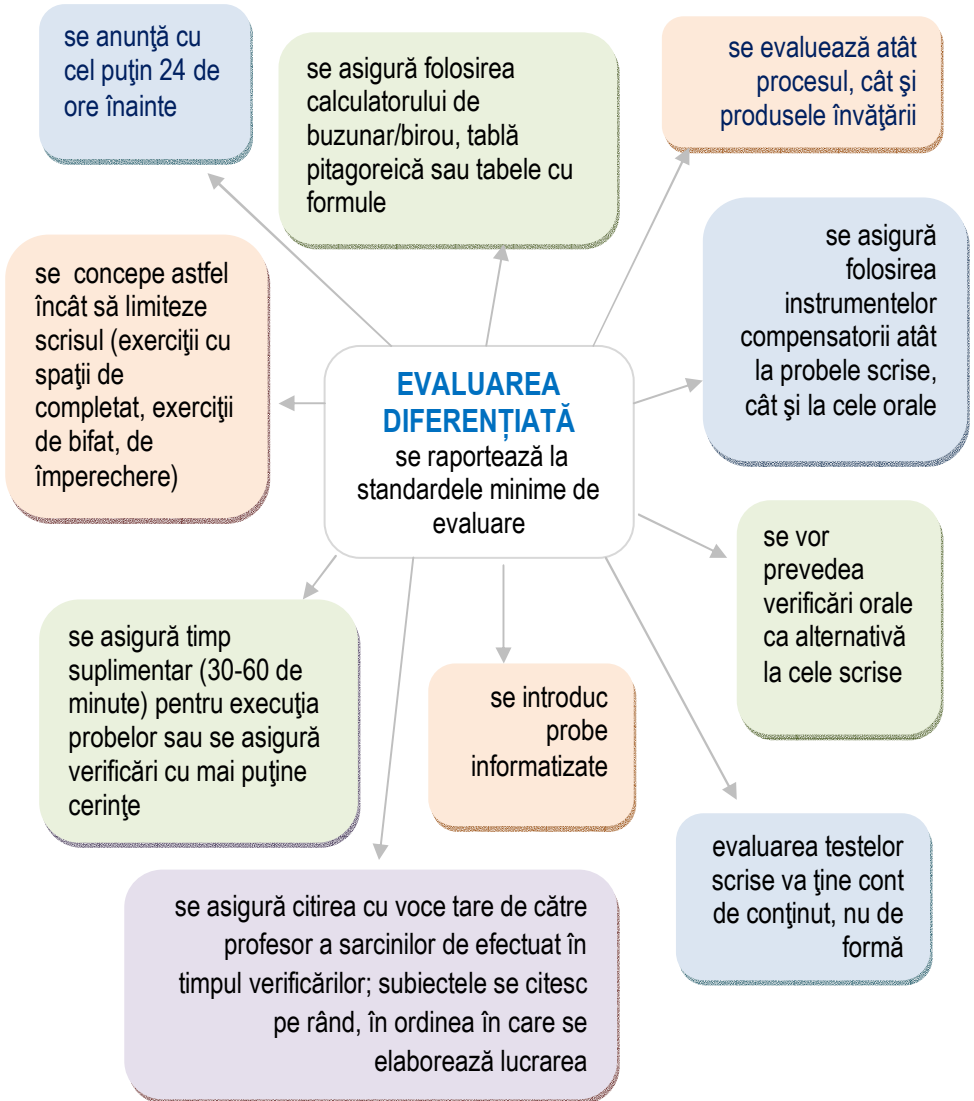 se anunţă cu
cel puţin 24 de
ore înainte
se asigură folosirea
calculatorului de
buzunar/birou, tablă
pitagoreică sau tabele cu
formule
se evaluează atât
procesul, cât şi
produsele învăţării
se concepe astfel
încât să limiteze
scrisul (exerciţii cu
spaţii de
completat, exerciţii
de bifat, de
împerechere)
EVALUAREA
DIFERENȚIATĂ
se raportează la
standardele minime de
evaluare
se asigură
folosirea
instrumentelor
compensatorii atât
la probele scrise,
cât şi la cele orale
se vor
prevedea
verificări orale
ca alternativă
la cele scrise
se asigură timp
suplimentar (30-60 de
minute) pentru execuţia
probelor sau se asigură
verificări cu mai puţine
cerinţe
se introduc
probe
informatizate
evaluarea testelor
scrise va ţine cont
de conţinut, nu de
formă
se asigură citirea cu voce tare de către
profesor a sarcinilor de efectuat în
timpul verificărilor; subiectele se citesc
pe rând, în ordinea în care se
elaborează lucrarea